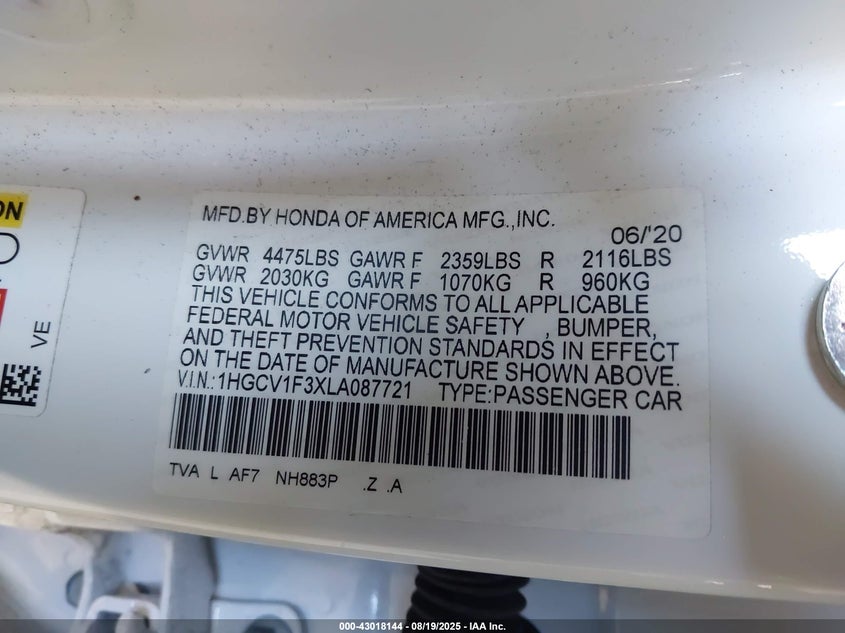 ON
VE
MFD.BY HONDA OF AMERICA MFG.,INC.
06/'20
GVWR 4475LBS GAWR F 2359LBS R 2116LBS
GVWR 2030KG GAWR F 1070KG R 960KG
THIS VEHICLE CONFORMS TO ALL APPLICABLE
FEDERAL MOTOR VEHICLE SAFETY , BUMPER,
AND THEFT PREVENTION STANDARDS IN EFFECT
ON THE DATE OF MANUFACTURE SHOWN ABOVE.
V.I.N.:1HGCV1F3XLA087721 TYPE:PASSENGER CAR
TVA L AF7 NH883P .Z .A
000-43018144 - 08/19/2025 - IAA Inc.